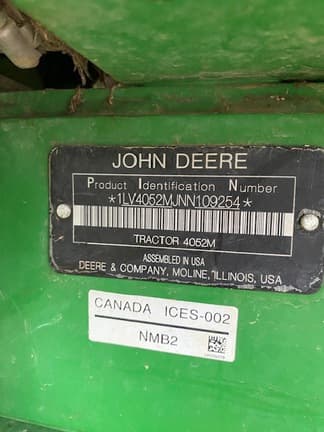 JOHN DEERE
Product Identification Number
*1LV4052MJNN109254*
TRACTOR 4052M
ASSEMBLED IN USA
DEERE & COMPANY, MOLINE, ILLINOIS, USA
CANADA ICES-002
NMB2